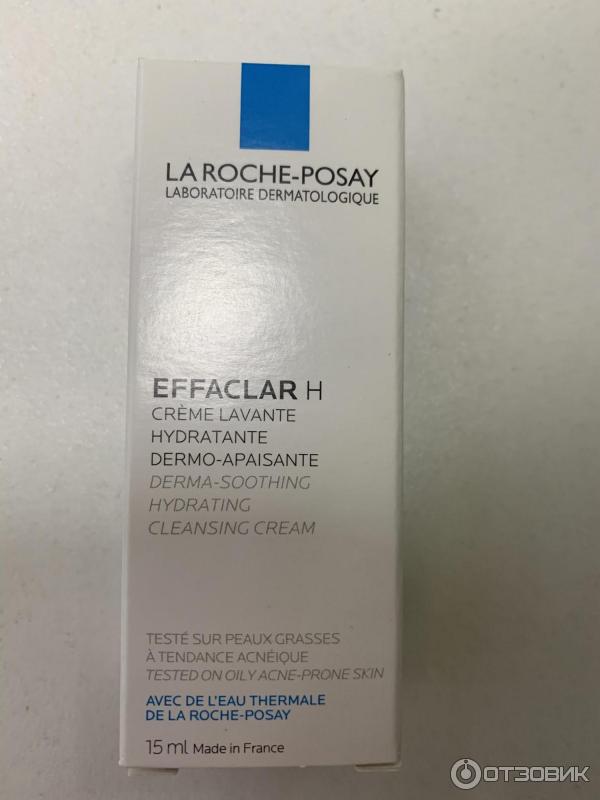 LA ROCHE-POSAY
LABORATOIRE DERMATOLOGIQUE
EFFACLAR H
CRÈME LAVANTE
HYDRATANTE
DERMO-APAISANTE
DERMA-SOOTHING
HYDRATING
CLEANSING CREAM
TESTÉ SUR PEAUX GRASSES
À TENDANCE ACNÉIQUE
TESTED ON OILY ACNE-PRONE SKIN
AVEC DE L'EAU THERMALE
DE LA ROCHE-POSAY
15 ml Made in France
ОТЗОВИК